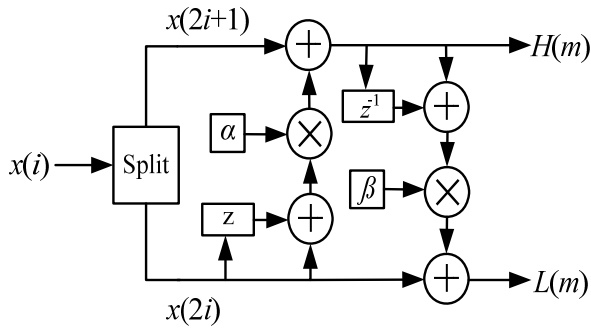 x(2i+1)
+
H(m)
z-1
+
α
×
x(i)
Split
β
×
z
+
+
L(m)
x(2i)